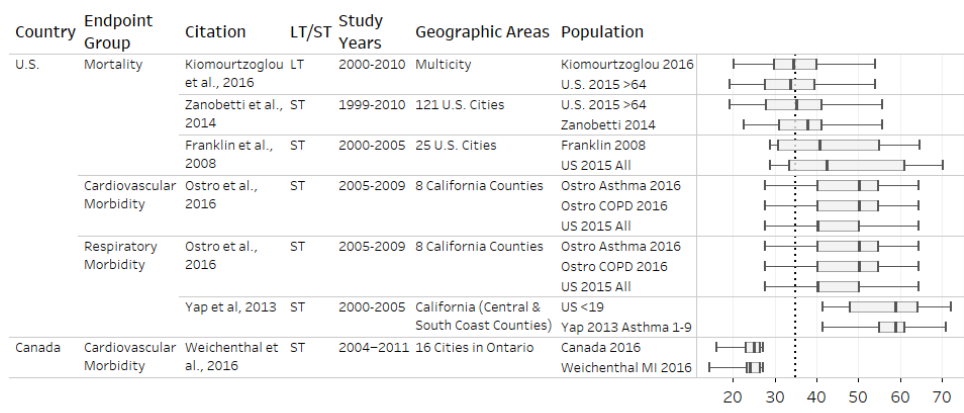 Country Endpoint Group Citation LT/ST Study Years Geographic Areas Population
U.S. Mortality Kiomourtzoglou et al., 2016 LT 2000-2010 Multicity Kiomourtzoglou 2016
U.S. 2015 >64
Zanobetti et al., 2014 ST 1999-2010 121 U.S. Cities U.S. 2015 >64
Zanobetti 2014
Franklin et al., 2008 ST 2000-2005 25 U.S. Cities Franklin 2008
US 2015 All
Cardiovascular Morbidity Ostro et al., 2016 ST 2005-2009 8 California Counties Ostro Asthma 2016
Ostro COPD 2016
US 2015 All
Respiratory Morbidity Ostro et al., 2016 ST 2005-2009 8 California Counties Ostro Asthma 2016
Ostro COPD 2016
US 2015 All
Yap et al, 2013 ST 2000-2005 California (Central & South Coast Counties) US <19
Yap 2013 Asthma 1-9
Canada Cardiovascular Morbidity Weichenthal et al., 2016 ST 2004–2011 16 Cities in Ontario Canada 2016
Weichenthal MI 2016
20 30 40 50 60 70